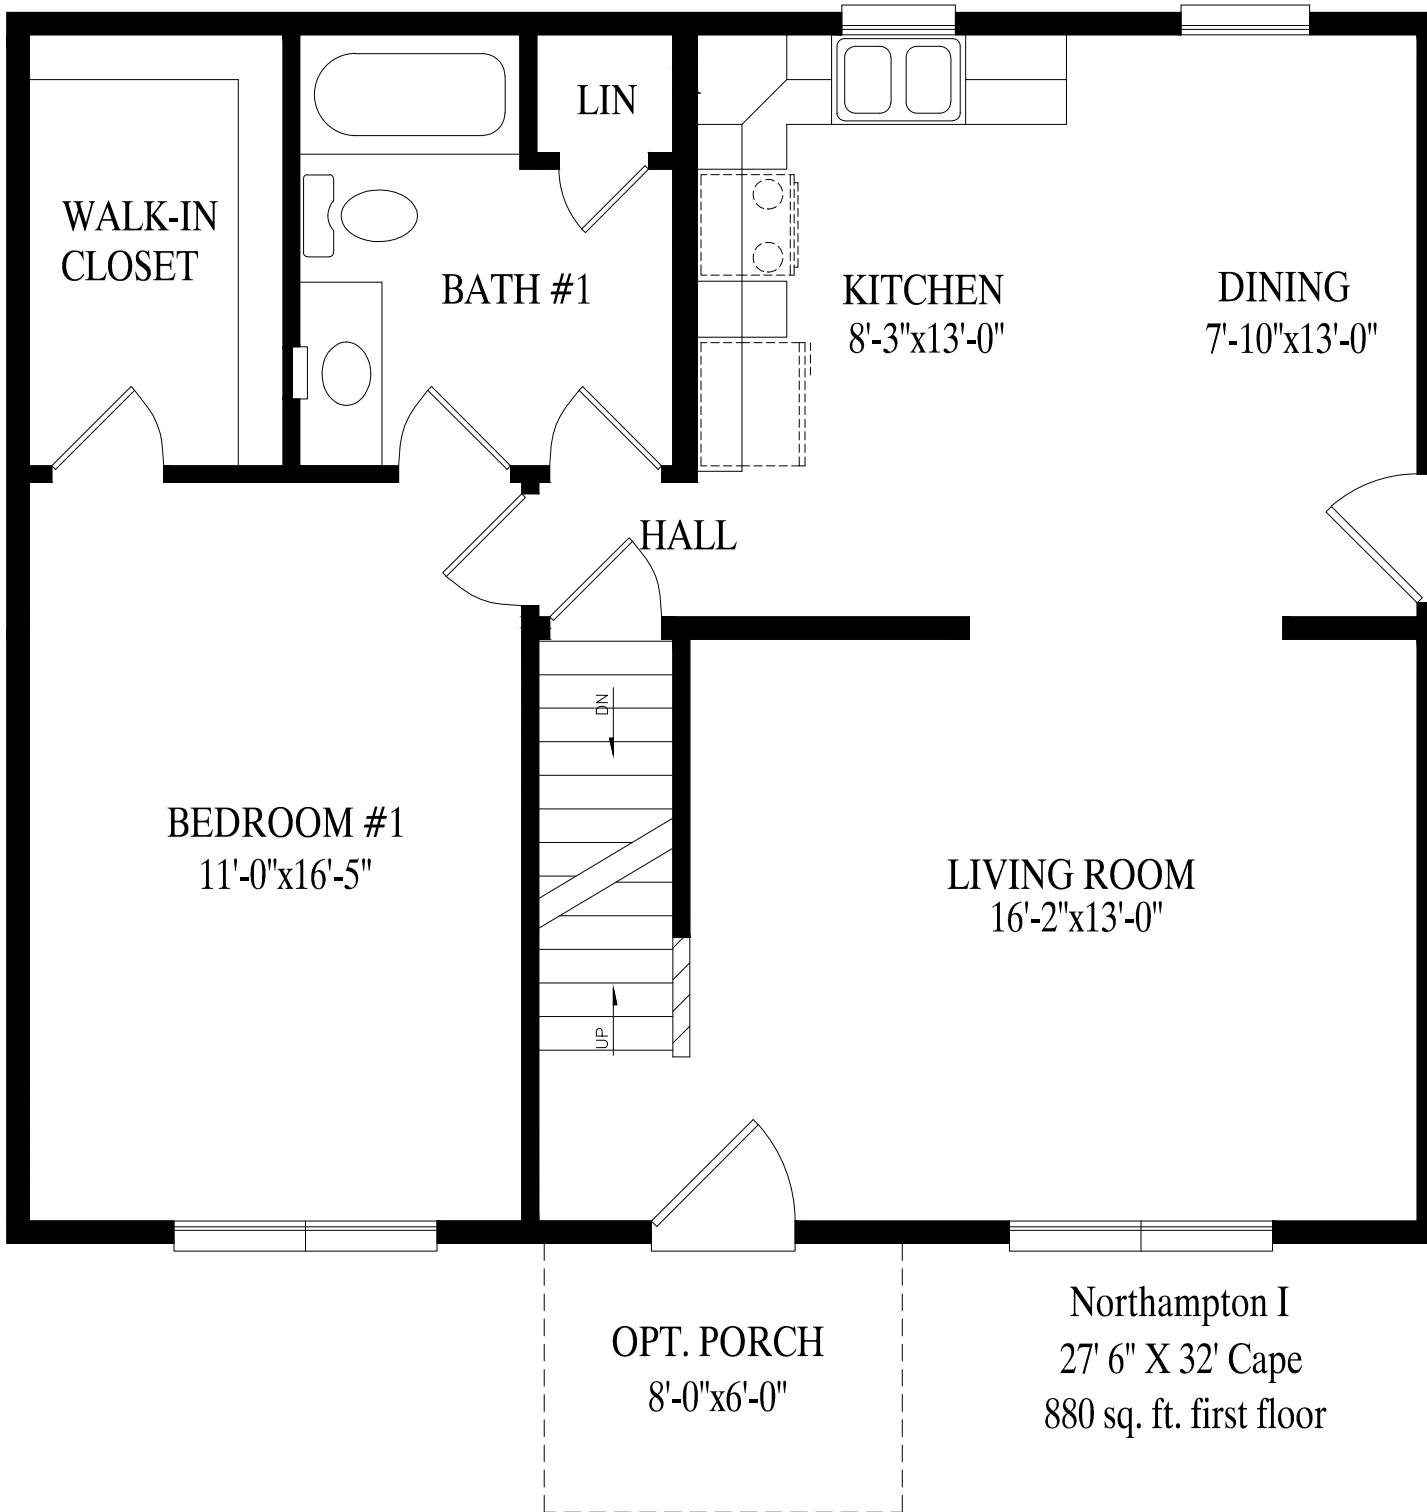 LIN
WALK-IN
CLOSET
BATH #1
KITCHEN
8'-3"x13'-0"
DINING
7'-10"x13'-0"
HALL
DN
BEDROOM #1
11'-0"x16'-5"
LIVING ROOM
16'-2"x13'-0"
UP
OPT. PORCH
8'-0"x6'-0"
Northampton I
27' 6" X 32' Cape
880 sq. ft. first floor